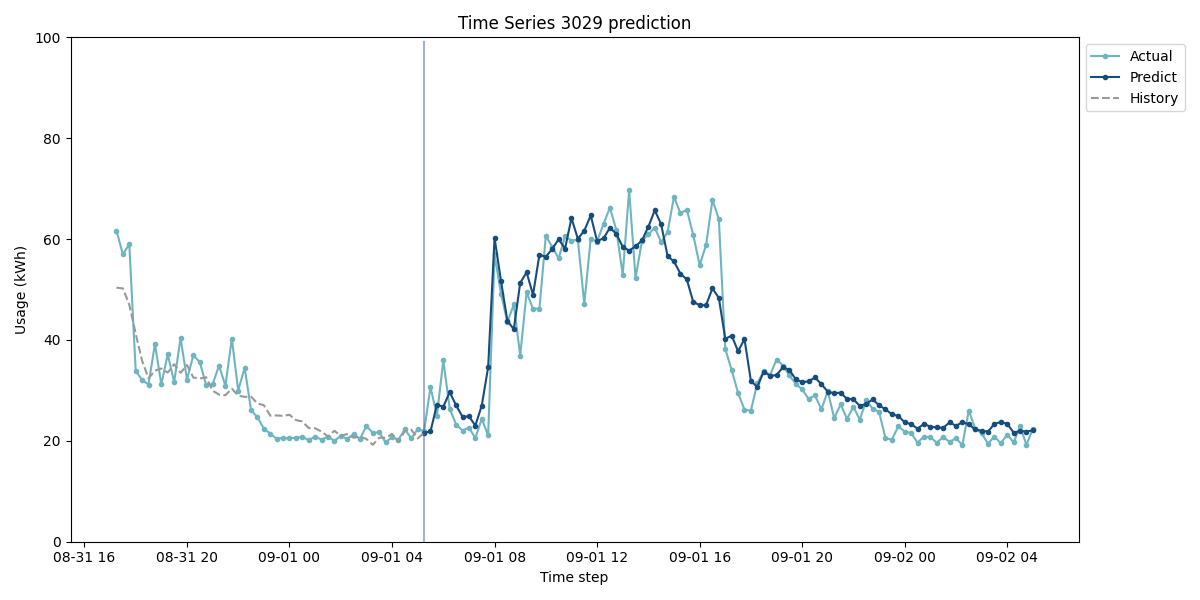 Time Series 3029 prediction
Actual
Predict
History
Usage (kWh)
100
80
60
40
20
0
08-31 16
08-31 20
09-01 00
09-01 04
09-01 08
09-01 12
09-01 16
09-01 20
09-02 00
09-02 04
Time step